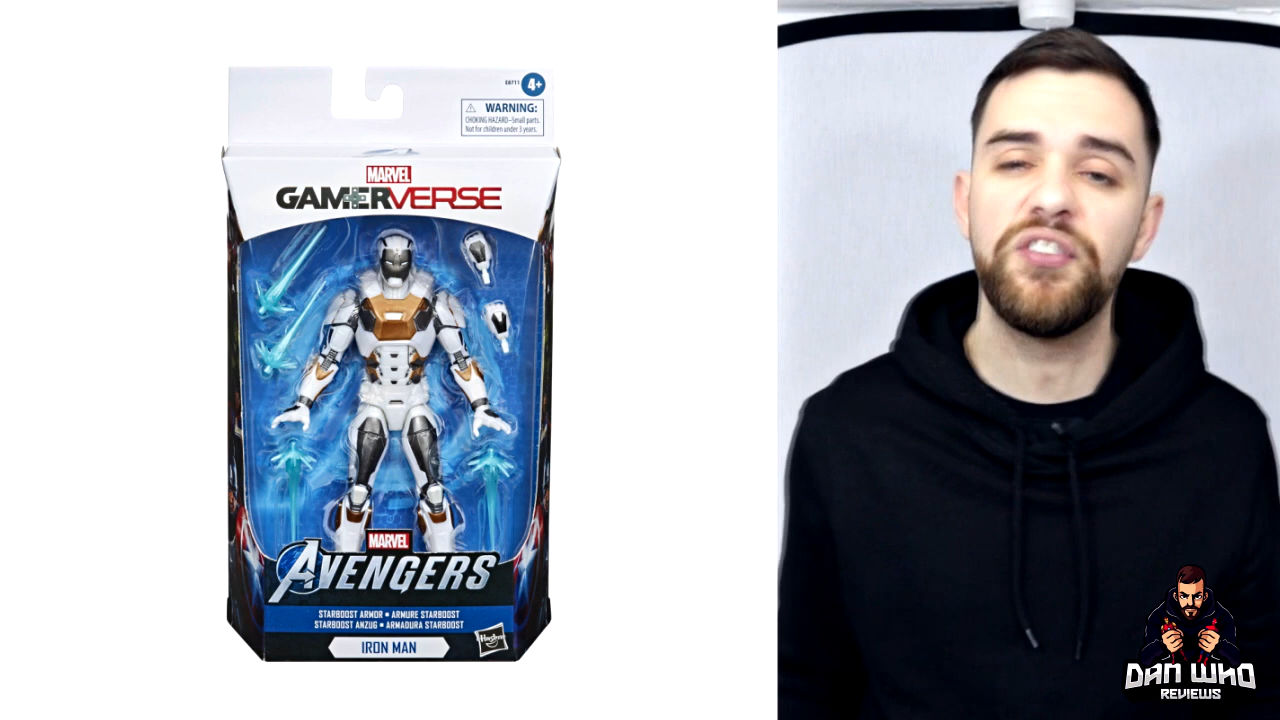 E8711
4+
WARNING:
CHOKING HAZARD–Small parts.
Not for children under 3 years.
MARVEL
GAMERVERSE
MARVEL
AVENGERS
STARBOOST ARMOR • ARMURE STARBOOST
STARBOOST ANZUG • ARMADURA STARBOOST
IRON MAN
Hasbro
DAN WHO
REVIEWS